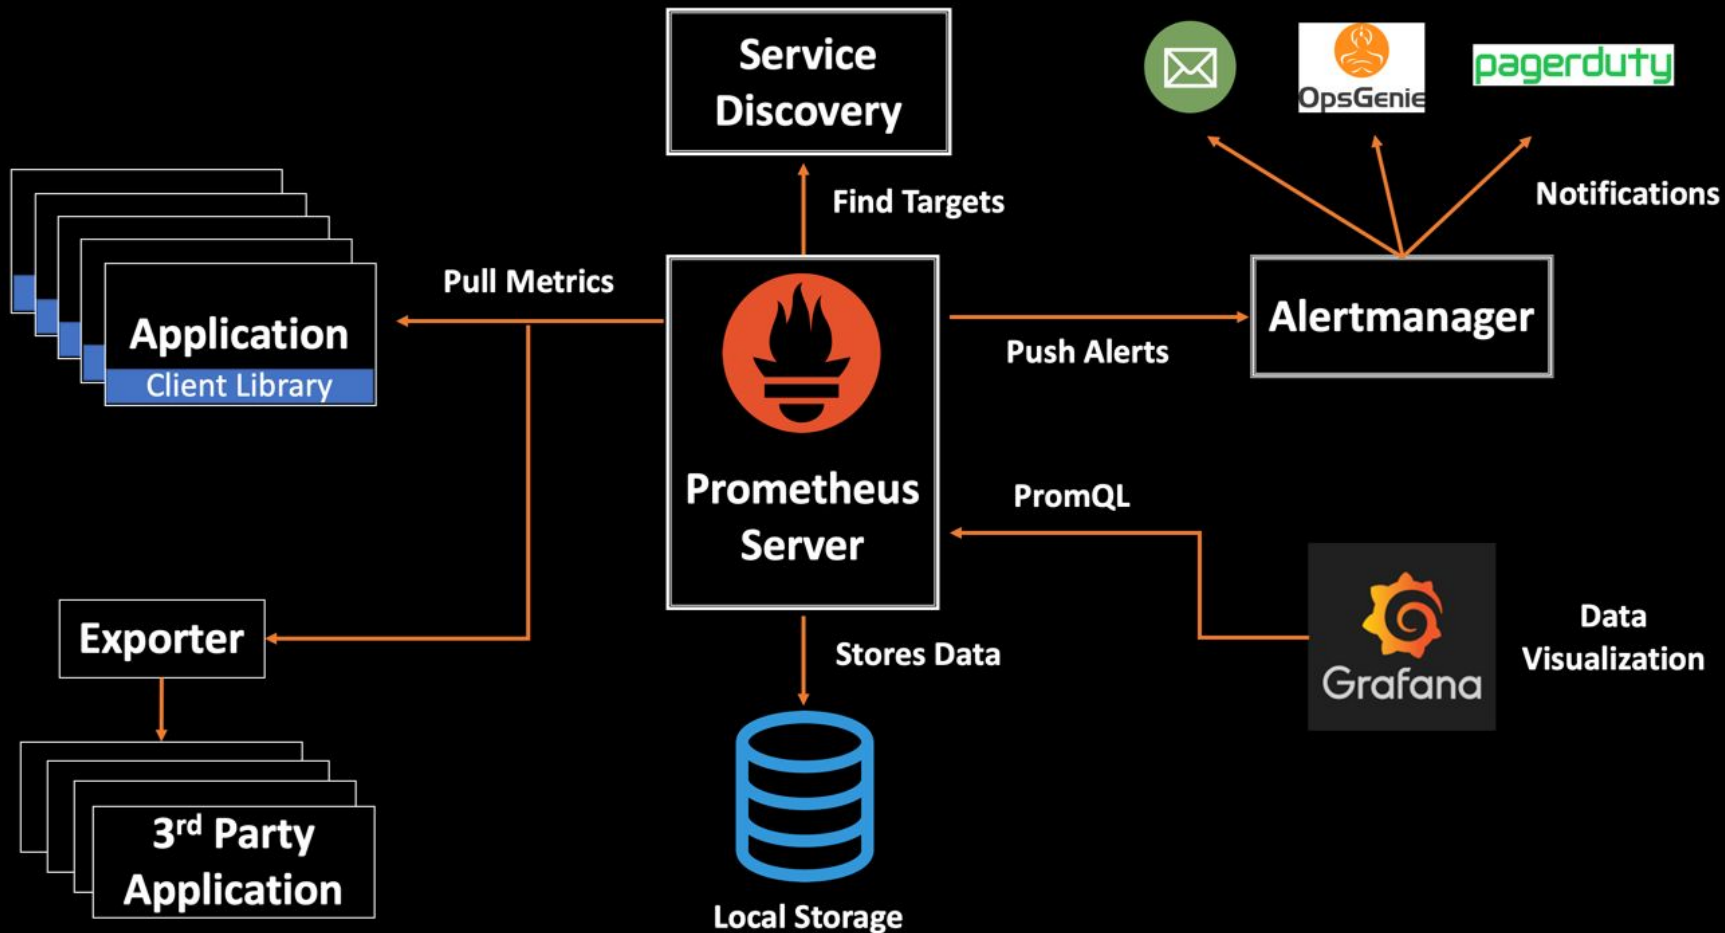 Service
Discovery
OpsGenie
pagerduty
Find Targets
Notifications
Pull Metrics
Application
Client Library
Push Alerts
Alertmanager
Prometheus
Server
PromQL
Exporter
Stores Data
Grafana
Data
Visualization
3rd Party
Application
Local Storage